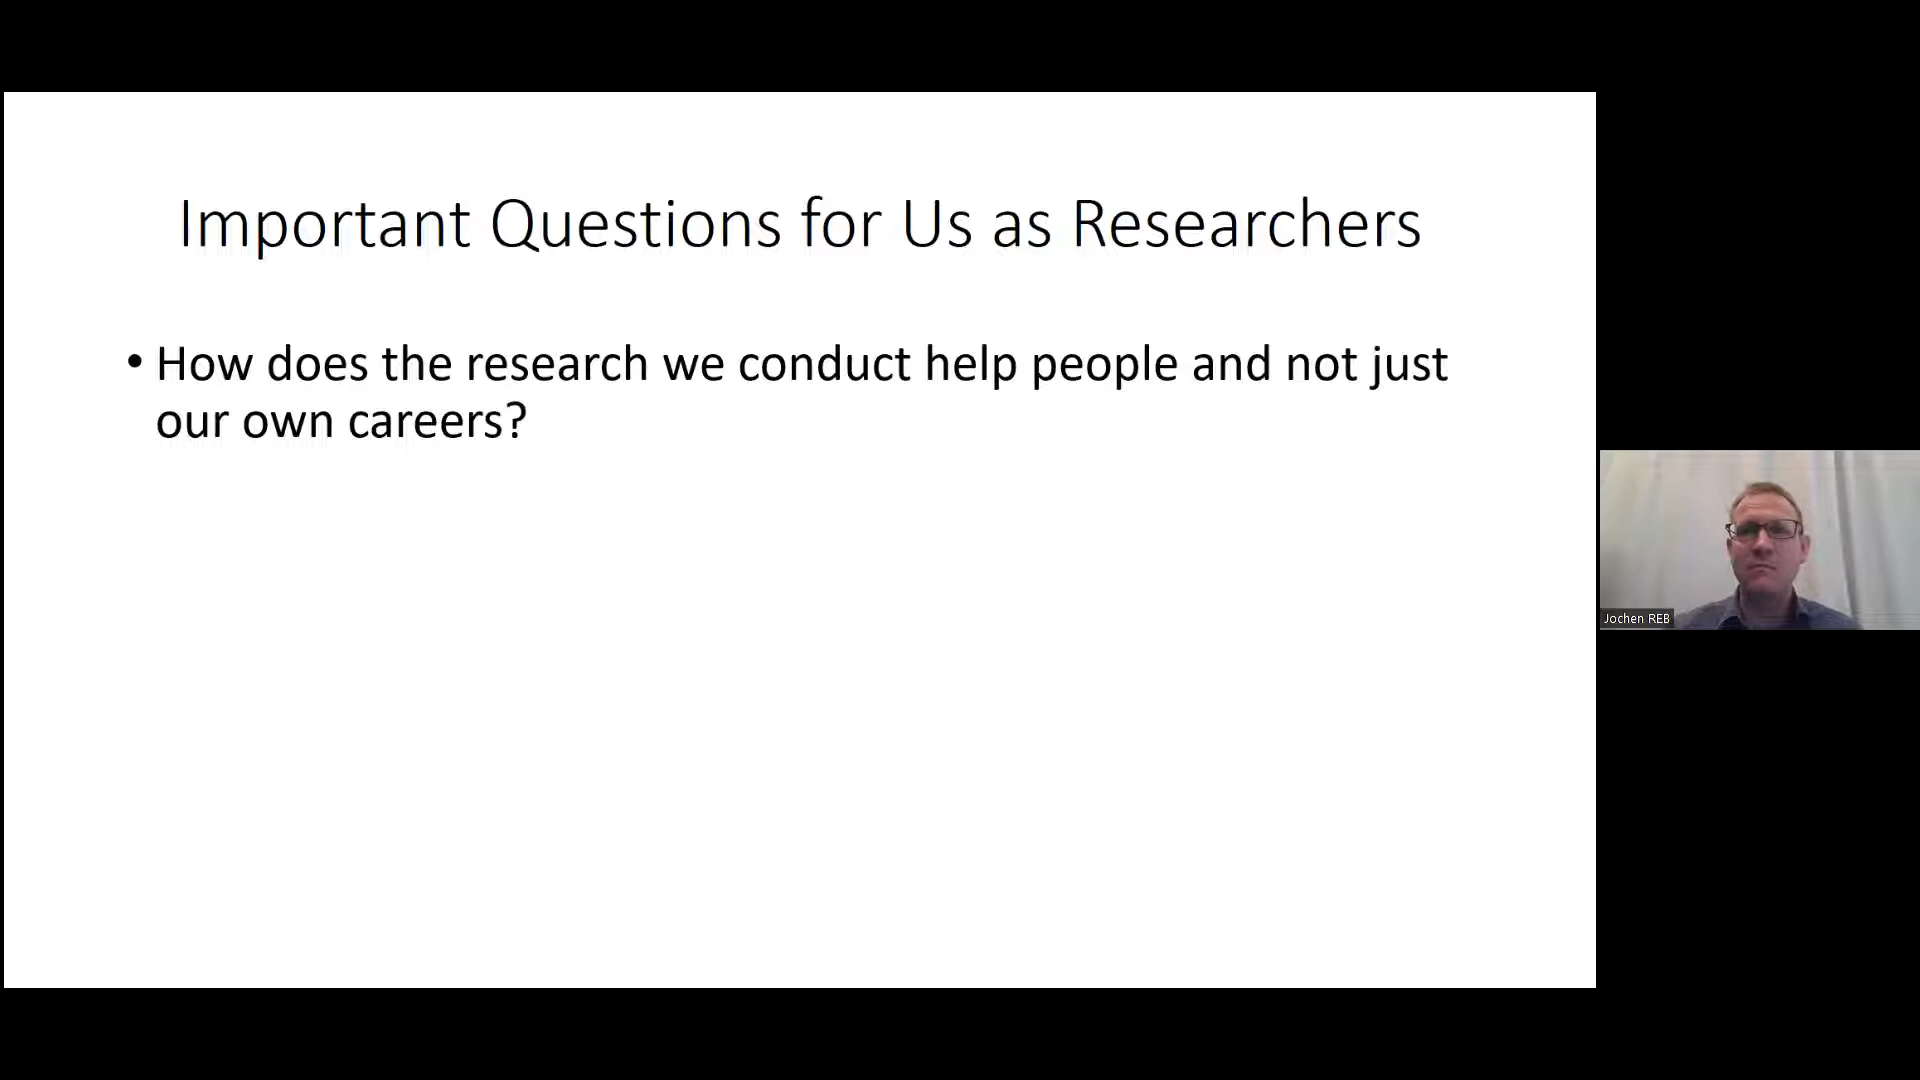 Important Questions for Us as Researchers
• How does the research we conduct help people and not just
our own careers?
Jochen REB